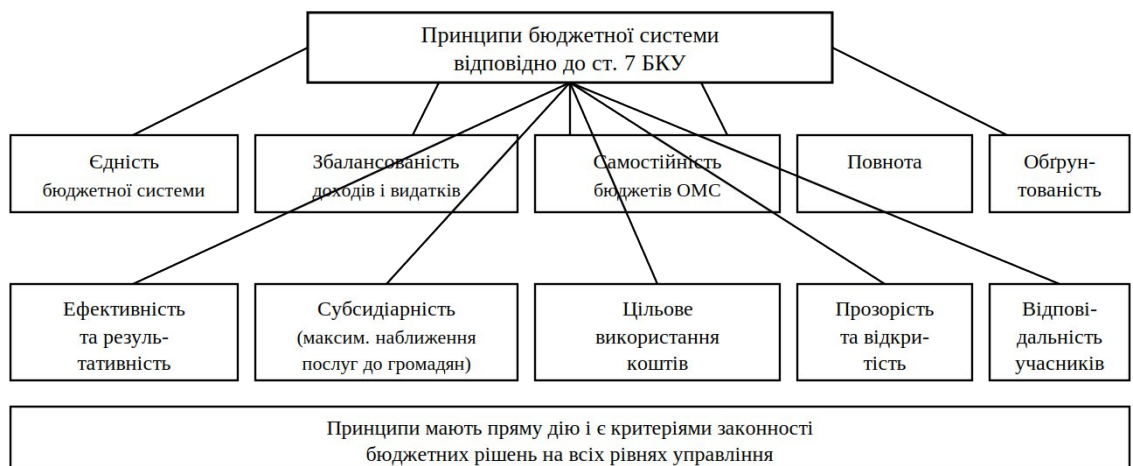 Принципи бюджетної системи
відповідно до ст. 7 БКУ
Єдність
бюджетної системи
Збалансованість
доходів і видатків
Самостійність
бюджетів ОМС
Повнота
Обґрун-
тованість
Ефективність
та резуль-
тативність
Субсидіарність
(максим. наближення
послуг до громадян)
Цільове
використання
коштів
Прозорість
та відкри-
тість
Відпові-
дальність
учасників
Принципи мають пряму дію і є критеріями законності
бюджетних рішень на всіх рівнях управління